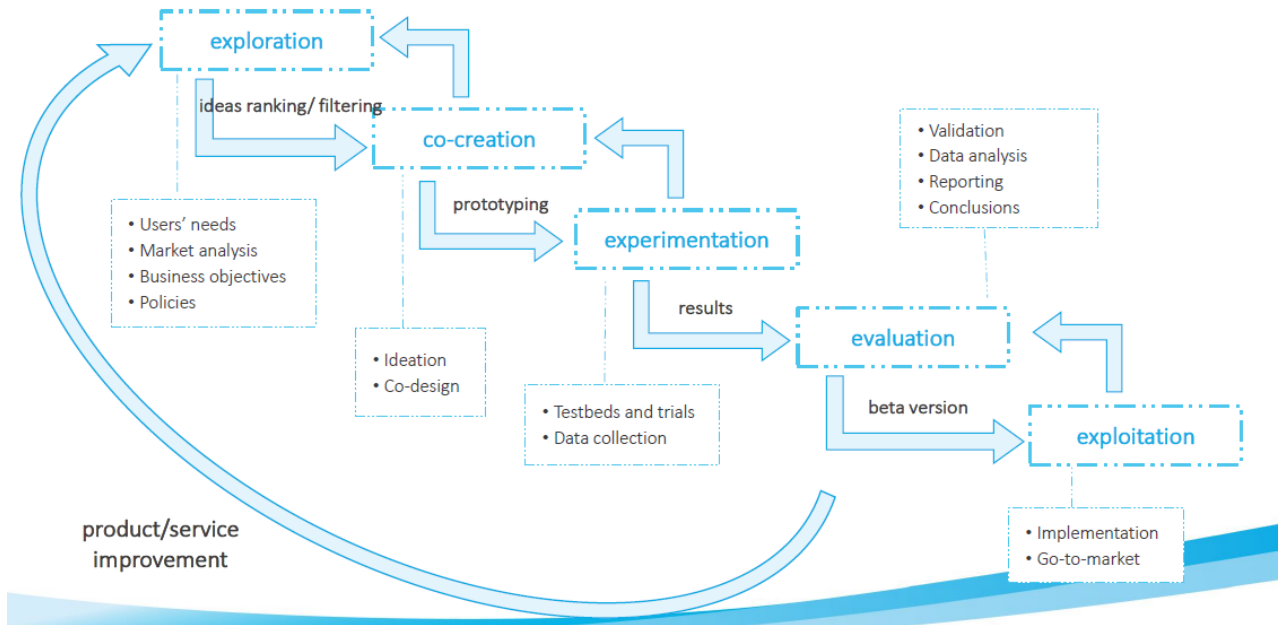 exploration
ideas ranking/ filtering
co-creation
• Validation
• Data analysis
• Reporting
• Conclusions
prototyping
• Users’ needs
• Market analysis
• Business objectives
• Policies
experimentation
results
evaluation
• Ideation
• Co-design
• Testbeds and trials
• Data collection
beta version
exploitation
product/service
improvement
• Implementation
• Go-to-market